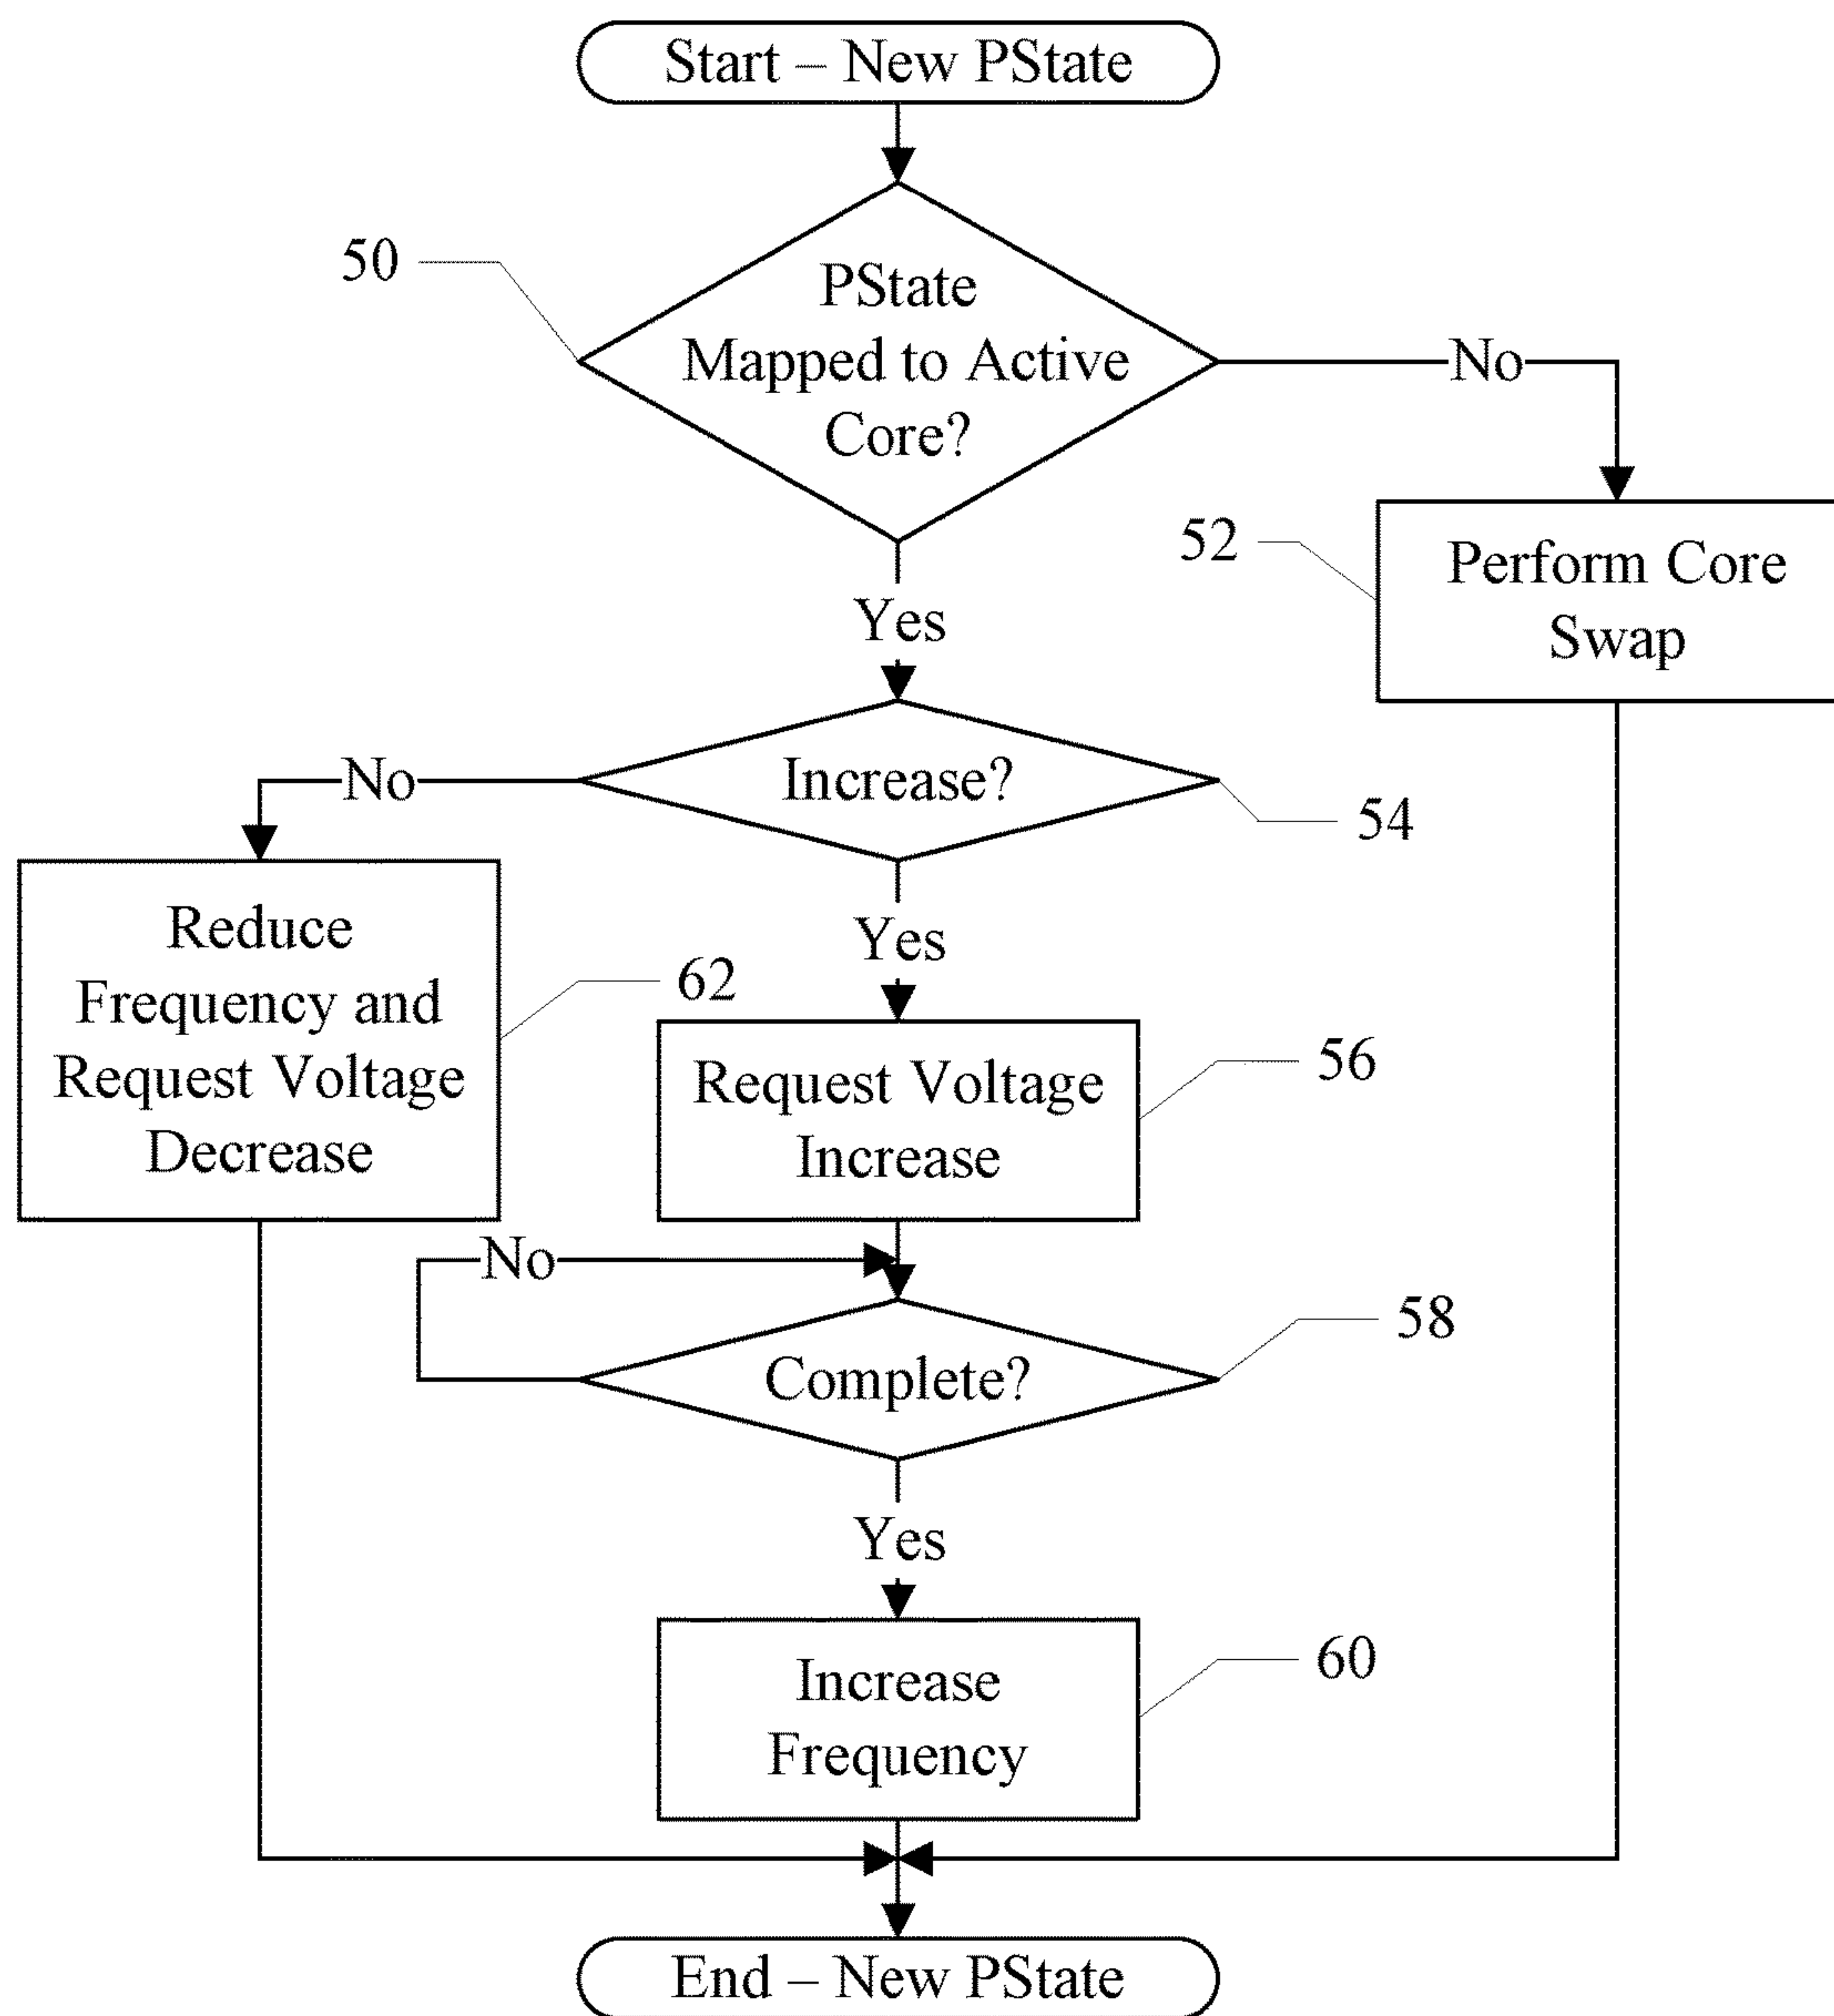 Start – New PState
50
PState
Mapped to Active
Core?
No
52
Perform Core
Swap
Yes
Increase?
No
54
Reduce
Frequency and
Request Voltage
Decrease
62
Yes
Request Voltage
Increase
56
No
Complete?
58
Yes
Increase
Frequency
60
End – New PState